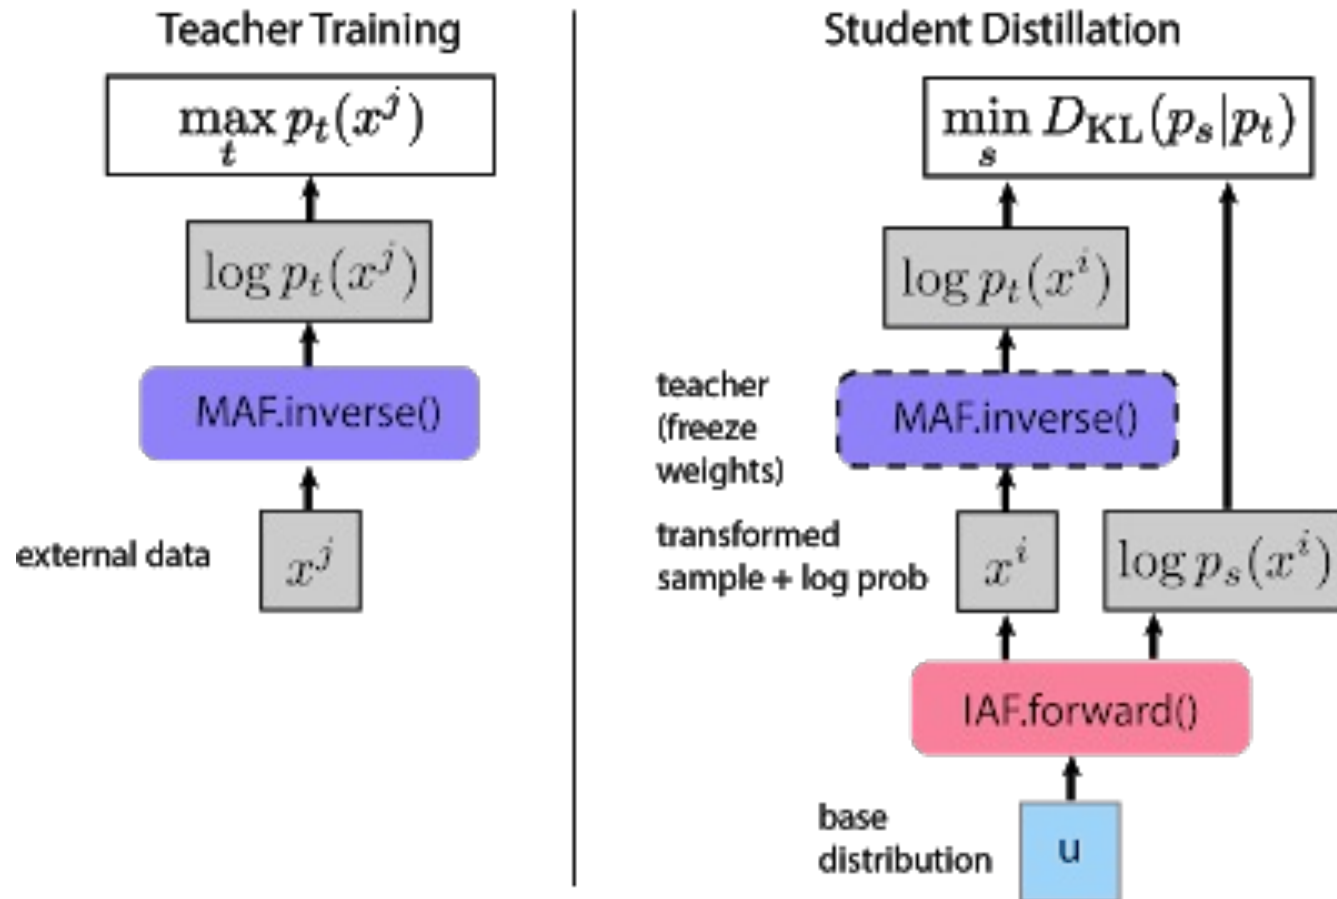 Teacher Training
max p_t(x^j)
t
log p_t(x^j)
MAF.inverse()
external data
x^j
Student Distillation
min D_KL(p_s|p_t)
s
log p_t(x^i)
teacher
(freeze
weights)
MAF.inverse()
transformed
sample + log prob
x^i
log p_s(x^i)
IAF.forward()
base
distribution
u